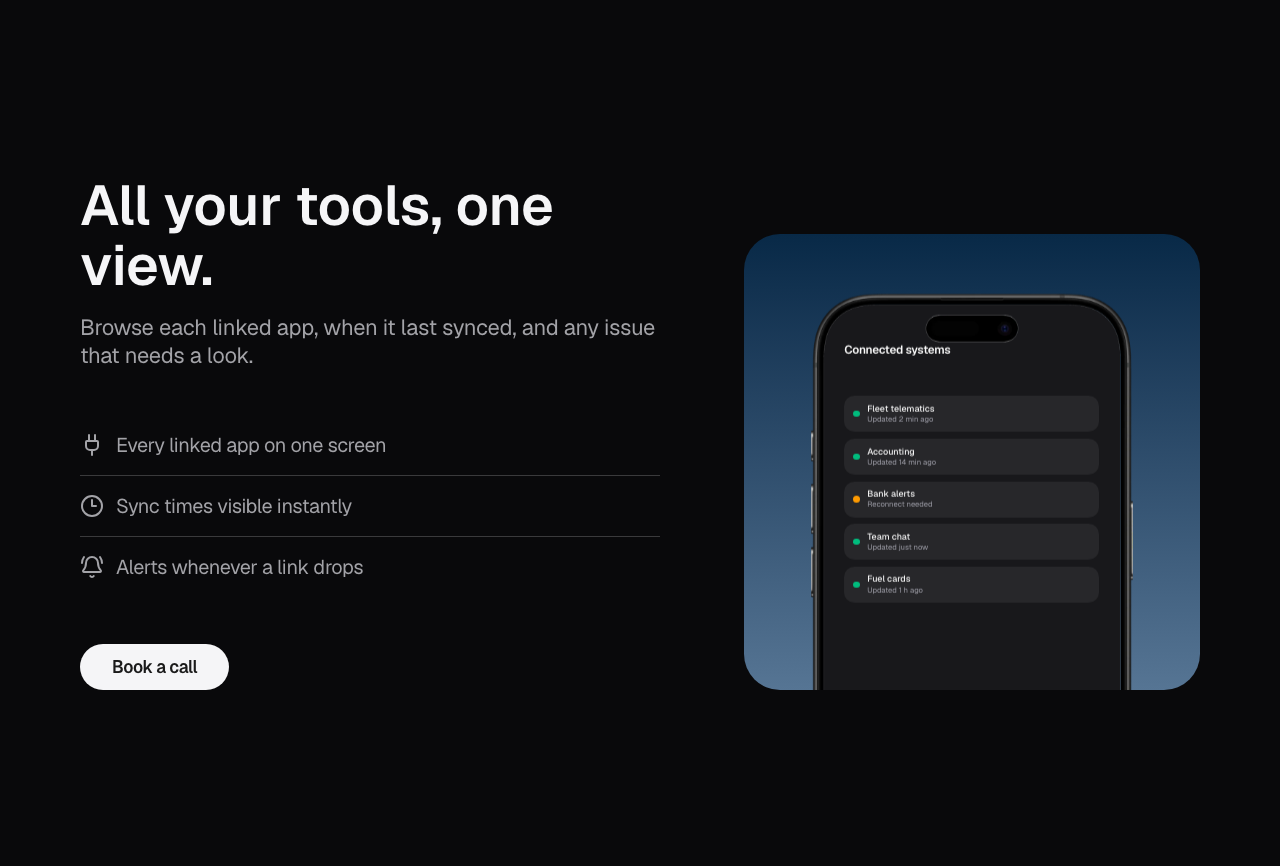 All your tools, one
view.
Browse each linked app, when it last synced, and any issue
that needs a look.
Every linked app on one screen
Sync times visible instantly
Alerts whenever a link drops
Book a call
Connected systems
Fleet telematics
Updated 2 min ago
Accounting
Updated 14 min ago
Bank alerts
Reconnect needed
Team chat
Updated just now
Fuel cards
Updated 1 h ago